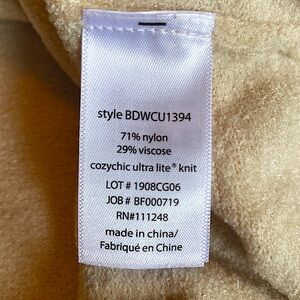 style BDWCU1394
71% nylon
29% viscose
cozychic ultra lite® knit
LOT # 1908CG06
JOB # BF000719
RN#111248
made in china/
Fabriqué en Chine